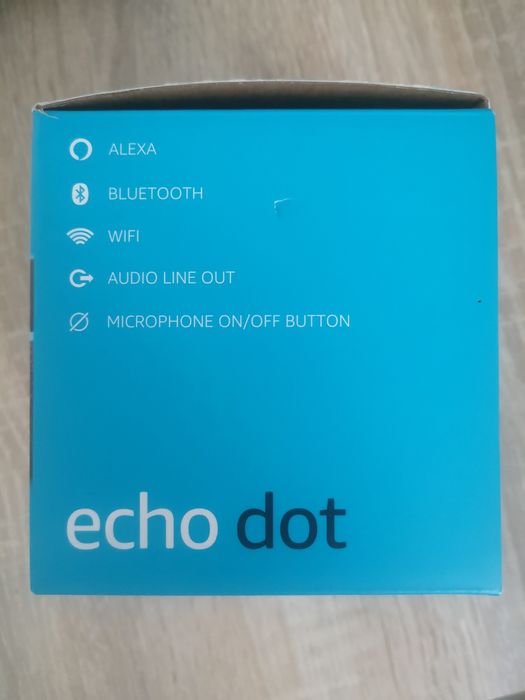 ALEXA
BLUETOOTH
WIFI
AUDIO LINE OUT
MICROPHONE ON/OFF BUTTON
echo dot